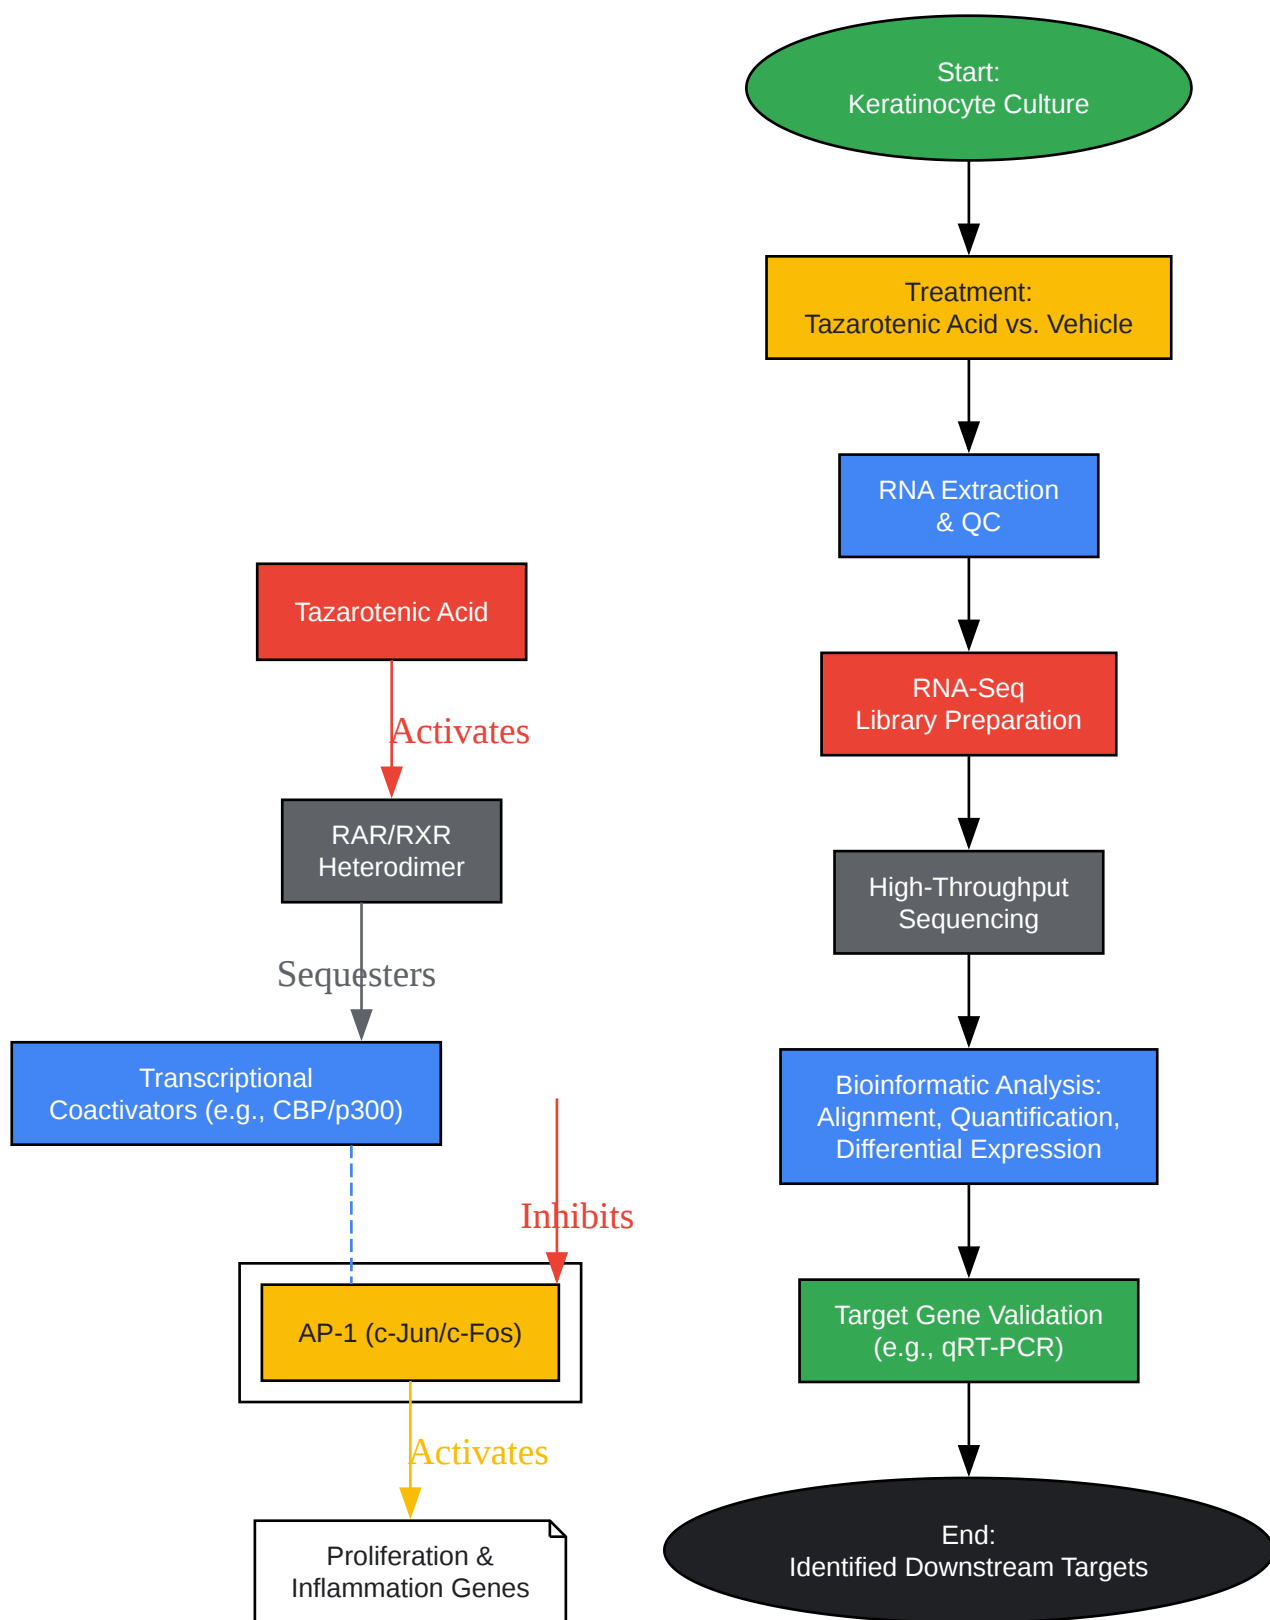 Tazarotenic Acid
Activates
RAR/RXR
Heterodimer
Sequesters
Transcriptional
Coactivators (e.g., CBP/p300)
Inhibits
AP-1 (c-Jun/c-Fos)
Activates
Proliferation &
Inflammation Genes
Start:
Keratinocyte Culture
Treatment:
Tazarotenic Acid vs. Vehicle
RNA Extraction
& QC
RNA-Seq
Library Preparation
High-Throughput
Sequencing
Bioinformatic Analysis:
Alignment, Quantification,
Differential Expression
Target Gene Validation
(e.g., qRT-PCR)
End:
Identified Downstream Targets